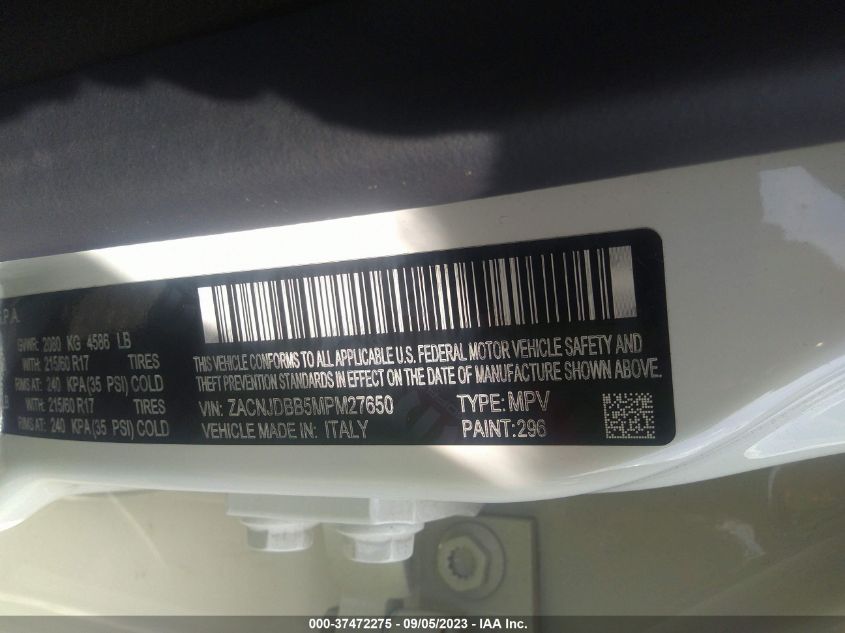 S.P.A.
GVWR: 2080 KG 4586 LB
WITH: 215/60 R17 TIRES
RIMS AT: 240 KPA(35 PSI) COLD
WITH: 215/60 R17 TIRES
RIMS AT: 240 KPA(35 PSI) COLD
THIS VEHICLE CONFORMS TO ALL APPLICABLE U.S. FEDERAL MOTOR VEHICLE SAFETY AND
THEFT PREVENTION STANDARDS IN EFFECT ON THE DATE OF MANUFACTURE SHOWN ABOVE.
VIN: ZACNJDBB5MPM27650 TYPE: MPV
VEHICLE MADE IN: ITALY PAINT:296
000-37472275 - 09/05/2023 - IAA Inc.